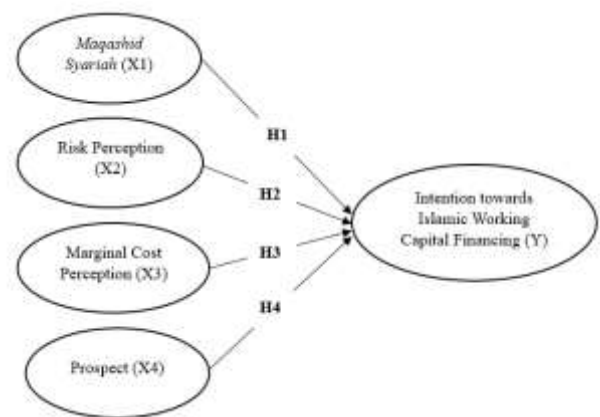 Maqashid
Syariah (X1)
H1
Risk Perception
(X2)
H2
Intention towards
Islamic Working
Capital Financing (Y)
Marginal Cost
Perception (X3)
H3
H4
Prospect (X4)